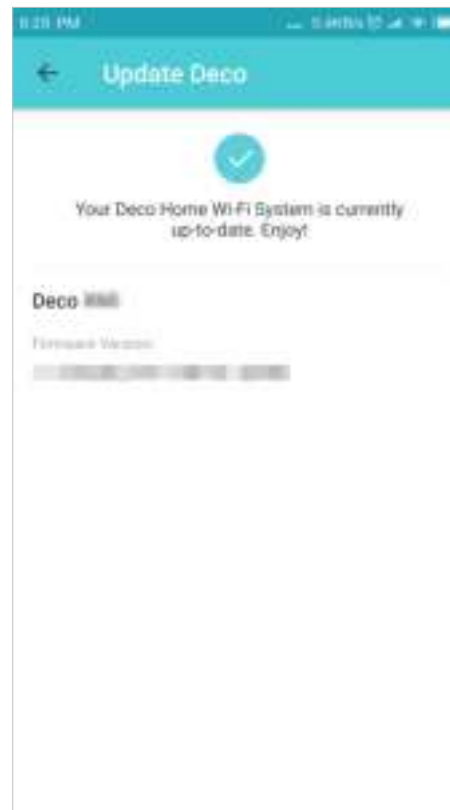 Update Deco
Your Deco Home Wi-Fi System is currently
up-to-date. Enjoy!
Deco
Firmware Version